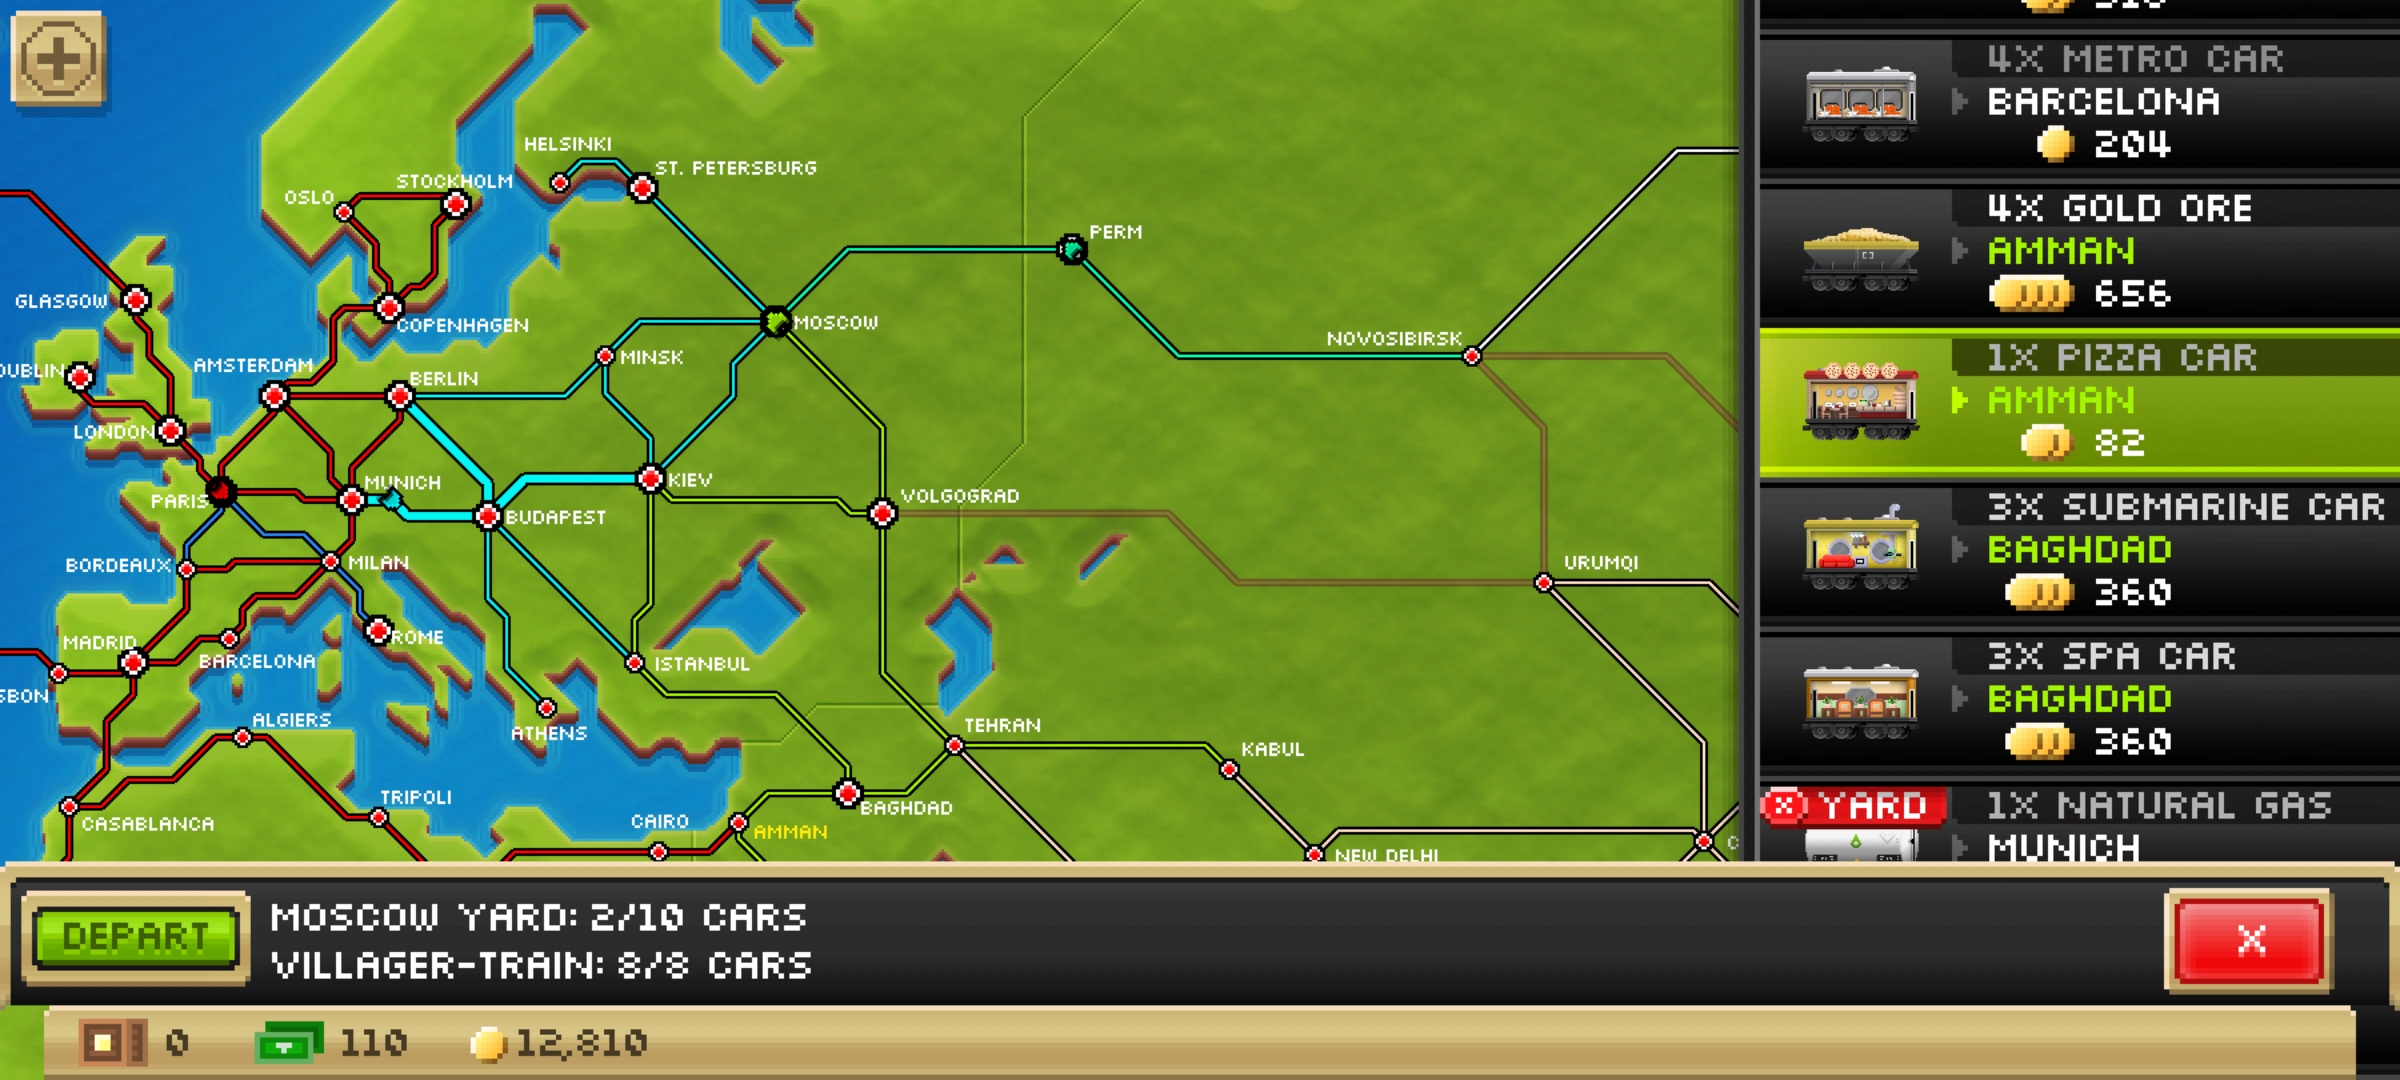 HELSINKI
ST. PETERSBURG
STOCKHOLM
OSLO
PERM
GLASGOW
COPENHAGEN
MOSCOW
NOVOSIBIRSK
MINSK
AMSTERDAM
BERLIN
LONDON
MUNICH
KIEV
PARIS
VOLGOGRAD
BUDAPEST
BORDEAUX
MILAN
URUMQI
MADRID
ROME
BARCELONA
ISTANBUL
ALGIERS
ATHENS
TEHRAN
KABUL
TRIPOLI
BAGHDAD
CASABLANCA
CAIRO
AMMAN
NEW DELHI
4X METRO CAR
BARCELONA
204
4X GOLD ORE
AMMAN
656
1X PIZZA CAR
AMMAN
82
3X SUBMARINE CAR
BAGHDAD
360
3X SPA CAR
BAGHDAD
360
X YARD
1X NATURAL GAS
MUNICH
DEPART
MOSCOW YARD: 2/10 CARS
VILLAGER-TRAIN: 8/8 CARS
X
0
110
12,810